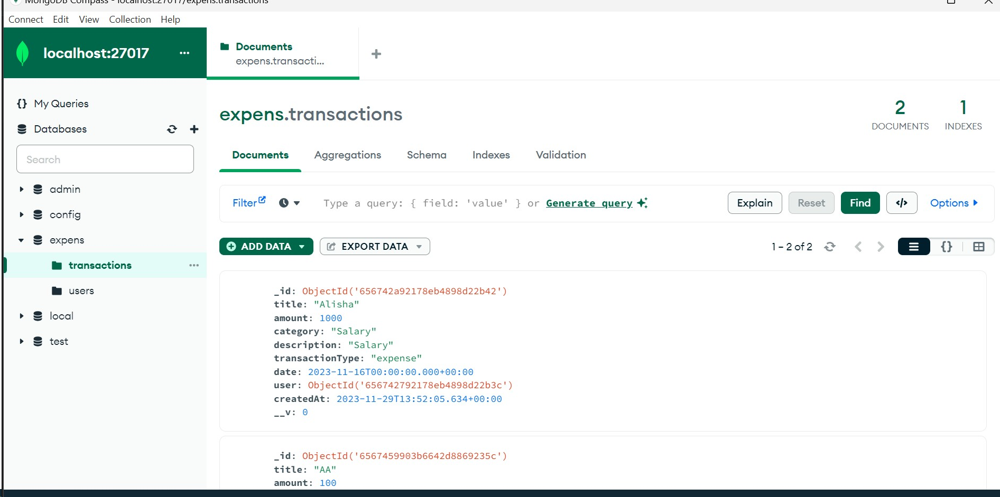 MongoDB Compass - localhost:27017/expens.transactions
Connect Edit View Collection Help
localhost:27017 ...
Documents
expens.transacti...
My Queries
Databases
Search
admin
config
expens
transactions
users
local
test
expens.transactions
2
DOCUMENTS
1
INDEXES
Documents Aggregations Schema Indexes Validation
Filter Type a query: { field: 'value' } or Generate query Explain Reset Find </> Options
ADD DATA EXPORT DATA 1 – 2 of 2 {}
_id: ObjectId('656742a92178eb4898d22b42')
title: "Alisha"
amount: 1000
category: "Salary"
description: "Salary"
transactionType: "expense"
date: 2023-11-16T00:00:00.000+00:00
user: ObjectId('656742792178eb4898d22b3c')
createdAt: 2023-11-29T13:52:05.634+00:00
__v: 0
_id: ObjectId('6567459903b6642d8869235c')
title: "AA"
amount: 100